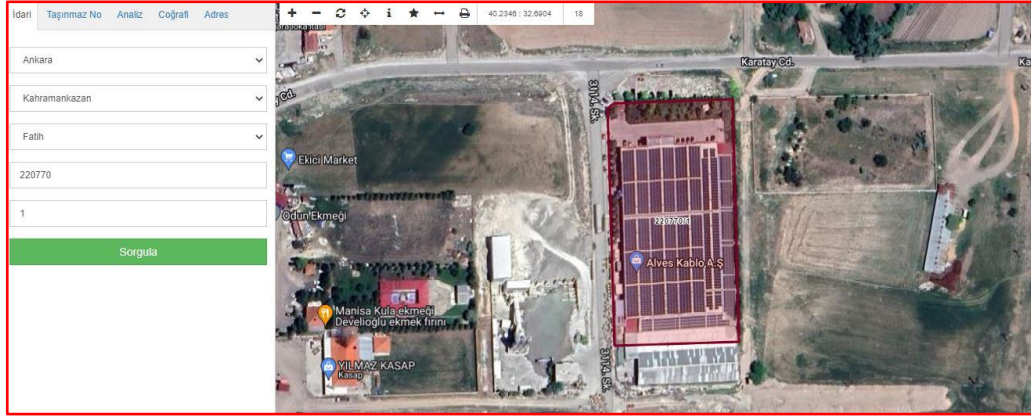 İdari Taşınmaz No Analiz Coğrafi Adres
40.2346 : 32.6904 18
Ankara
Kahramankazan
Fatih
220770
1
Sorgula
Karatay Cd.
Ka
Cd.
3114. Sk.
Ekici Market
Odun Ekmeği
220770/1
Alves Kablo A.Ş
Manisa Kula ekmeği
Develioğlu ekmek fırını
YILMAZ KASAP
Kasap
3114. Sk.